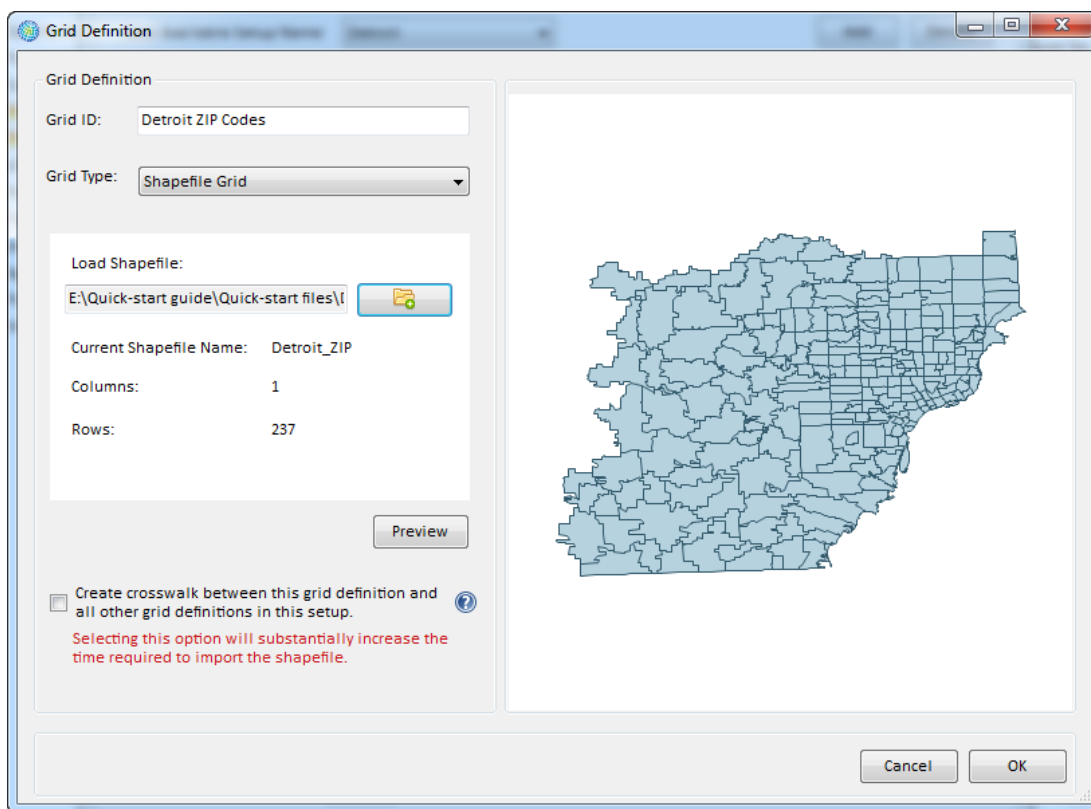 Grid Definition
Grid Definition
Grid ID: Detroit ZIP Codes
Grid Type: Shapefile Grid
Load Shapefile:
E:\Quick-start guide\Quick-start files\
Current Shapefile Name: Detroit_ZIP
Columns: 1
Rows: 237
Preview
Create crosswalk between this grid definition and
all other grid definitions in this setup.
Selecting this option will substantially increase the
time required to import the shapefile.
Cancel
OK